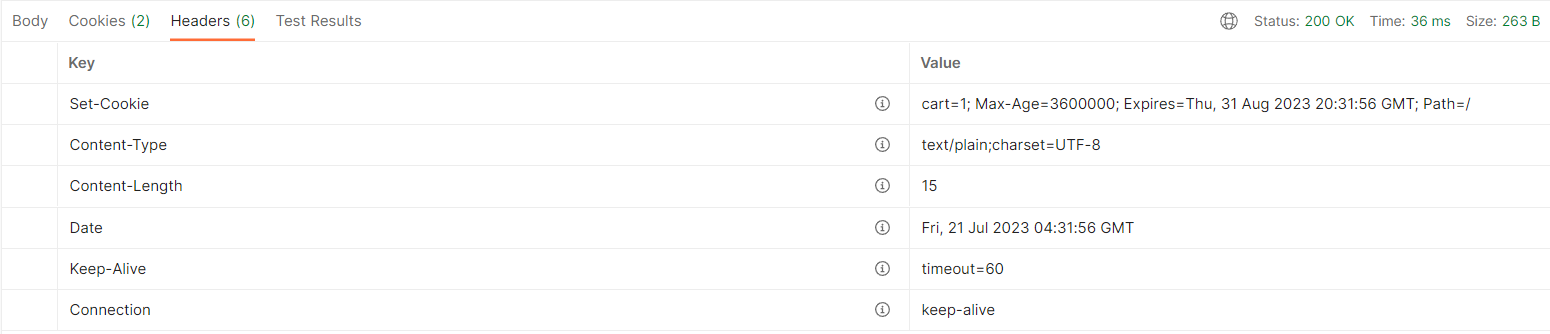 Body Cookies (2) Headers (6) Test Results Status: 200 OK Time: 36 ms Size: 263 B
Key Value
Set-Cookie cart=1; Max-Age=3600000; Expires=Thu, 31 Aug 2023 20:31:56 GMT; Path=/
Content-Type text/plain;charset=UTF-8
Content-Length 15
Date Fri, 21 Jul 2023 04:31:56 GMT
Keep-Alive timeout=60
Connection keep-alive